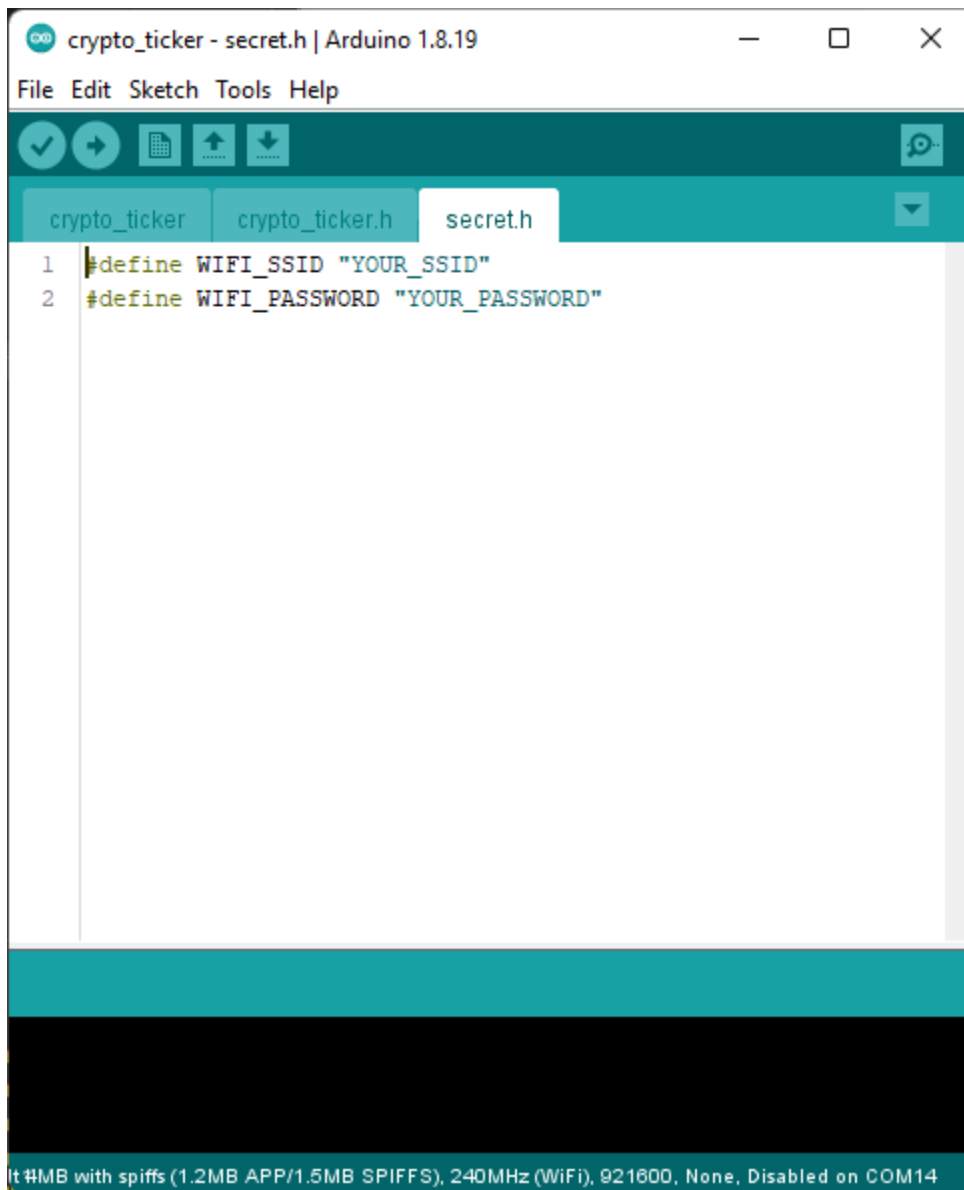 crypto_ticker - secret.h | Arduino 1.8.19
File Edit Sketch Tools Help
crypto_ticker crypto_ticker.h secret.h
1 #define WIFI_SSID "YOUR_SSID"
2 #define WIFI_PASSWORD "YOUR_PASSWORD"
4MB with spiffs (1.2MB APP/1.5MB SPIFFS), 240MHz (WiFi), 921600, None, Disabled on COM14